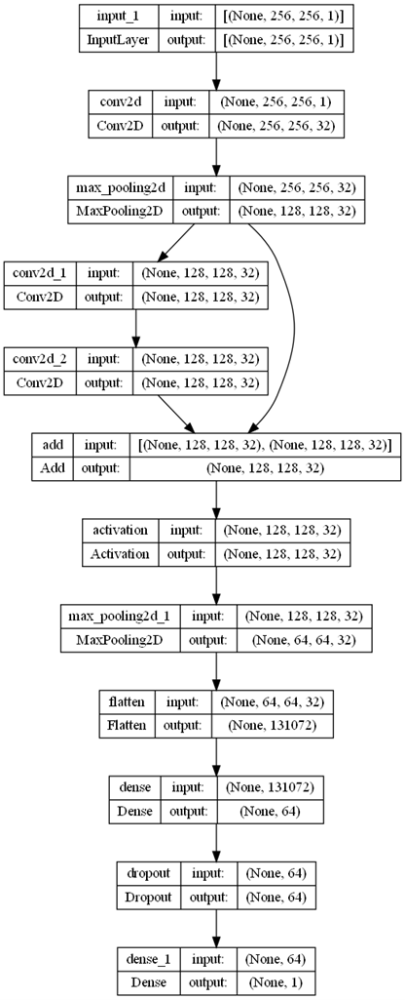 input_1 input: [(None, 256, 256, 1)]
InputLayer output: [(None, 256, 256, 1)]
conv2d input: (None, 256, 256, 1)
Conv2D output: (None, 256, 256, 32)
max_pooling2d input: (None, 256, 256, 32)
MaxPooling2D output: (None, 128, 128, 32)
conv2d_1 input: (None, 128, 128, 32)
Conv2D output: (None, 128, 128, 32)
conv2d_2 input: (None, 128, 128, 32)
Conv2D output: (None, 128, 128, 32)
add input: [(None, 128, 128, 32), (None, 128, 128, 32)]
Add output: (None, 128, 128, 32)
activation input: (None, 128, 128, 32)
Activation output: (None, 128, 128, 32)
max_pooling2d_1 input: (None, 128, 128, 32)
MaxPooling2D output: (None, 64, 64, 32)
flatten input: (None, 64, 64, 32)
Flatten output: (None, 131072)
dense input: (None, 131072)
Dense output: (None, 64)
dropout input: (None, 64)
Dropout output: (None, 64)
dense_1 input: (None, 64)
Dense output: (None, 1)